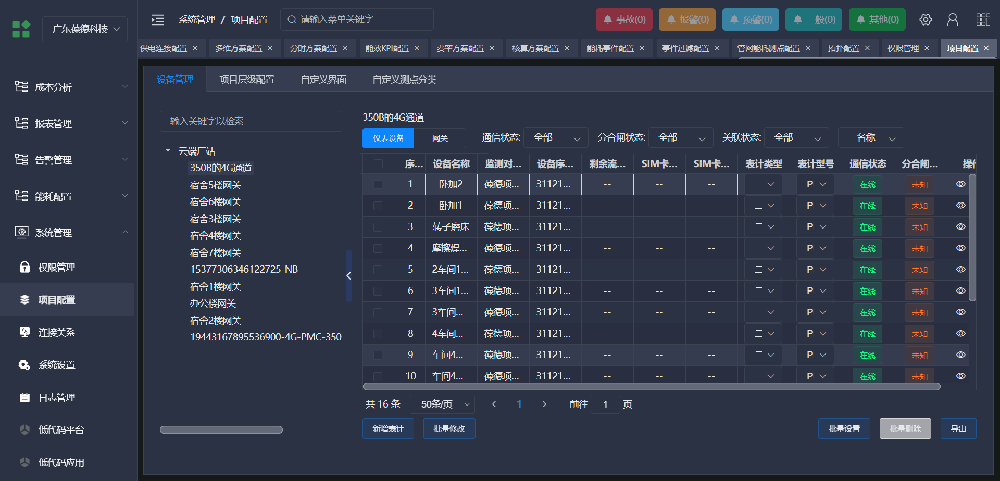 广东葆德科技
系统管理 / 项目配置
请输入菜单关键字
事故(0)
报警(0)
预警(0)
一般(0)
其他(0)
供电连接配置 多维方案配置 分时方案配置 能效KPI配置 费率方案配置 核算方案配置 能耗事件配置 事件过滤配置 管网能耗测点配置 拓扑配置 权限管理 项目配置
成本分析
报表管理
告警管理
能耗配置
系统管理
权限管理
项目配置
连接关系
系统设置
日志管理
低代码平台
低代码应用
设备管理 项目层级配置 自定义界面 自定义测点分类
输入关键字以检索
云端厂站
350B的4G通道
宿舍5楼网关
宿舍6楼网关
宿舍3楼网关
宿舍4楼网关
宿舍7楼网关
15377306346122725-NB
宿舍1楼网关
办公楼网关
宿舍2楼网关
19443167895536900-4G-PMC-350
350B的4G通道
仪表设备 网关 通信状态: 全部 分合闸状态: 全部 关联状态: 全部 名称
序... 设备名称 监测对... 设备序... 剩余流... SIM卡... SIM卡... 表计类型 表计型号 通信状态 分合闸... 操作
1 卧加2 葆德项... 31121... -- -- -- 二 P 在线 未知
2 卧加1 葆德项... 31121... -- -- -- 二 P 在线 未知
3 转子磨床 葆德项... 31121... -- -- -- 二 P 在线 未知
4 摩擦焊... 葆德项... 31121... -- -- -- 二 P 在线 未知
5 2车间1... 葆德项... 31121... -- -- -- 二 P 在线 未知
6 3车间1... 葆德项... 31121... -- -- -- 二 P 在线 未知
7 3车间... 葆德项... 31121... -- -- -- 二 P 在线 未知
8 4车间... 葆德项... 31121... -- -- -- 二 P 在线 未知
9 车间4... 葆德项... 31121... -- -- -- 二 P 在线 未知
10 车间4... 葆德项... 31121... -- -- -- 二 P 在线 未知
共 16 条 50条/页 1 前往 1 页
新增表计 批量修改 批量设置 批量删除 导出